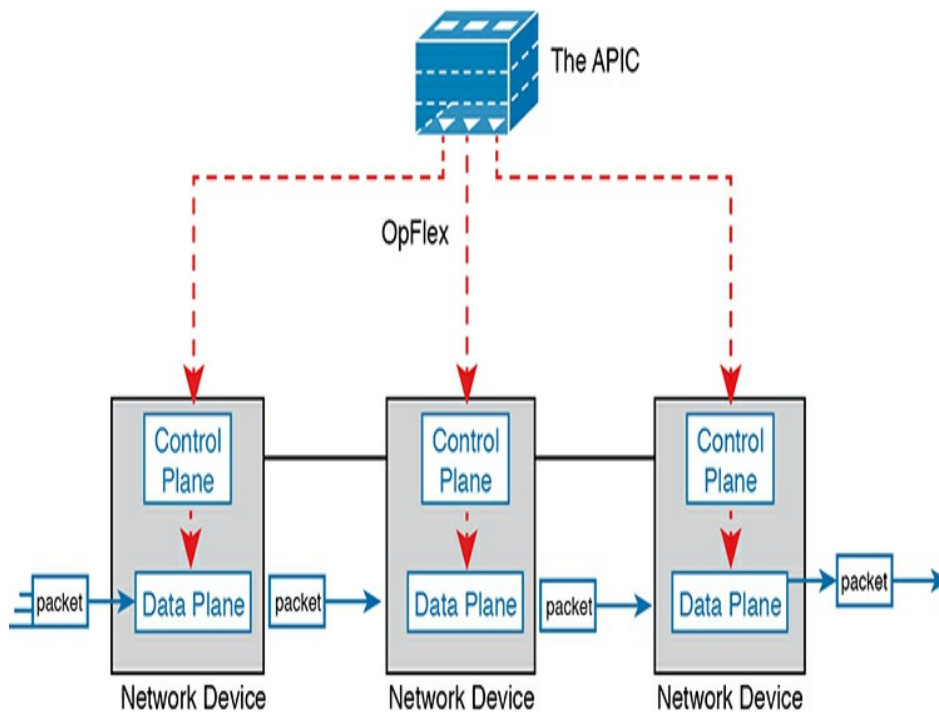 The APIC
OpFlex
Control
Plane
Control
Plane
Control
Plane
packet
Data Plane
packet
Data Plane
packet
Data Plane
packet
Network Device
Network Device
Network Device